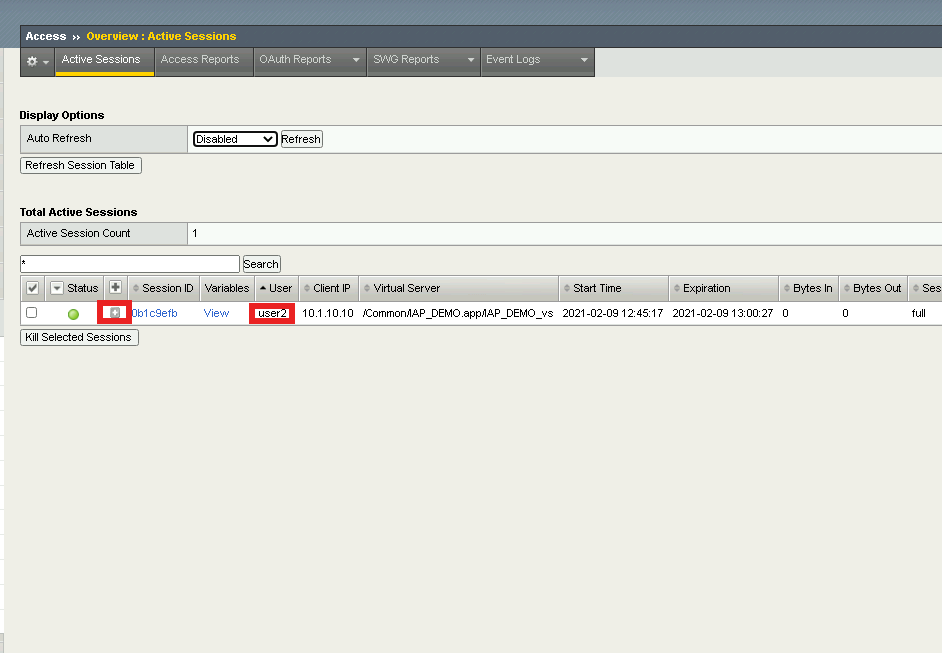 Access ›› Overview : Active Sessions
Active Sessions Access Reports OAuth Reports SWG Reports Event Logs
Display Options
Auto Refresh Disabled Refresh
Refresh Session Table
Total Active Sessions
Active Session Count 1
* Search
Status Session ID Variables User Client IP Virtual Server Start Time Expiration Bytes In Bytes Out Ses
0b1c9efb View user2 10.1.10.10 /Common/IAP_DEMO.app/IAP_DEMO_vs 2021-02-09 12:45:17 2021-02-09 13:00:27 0 0 full
Kill Selected Sessions